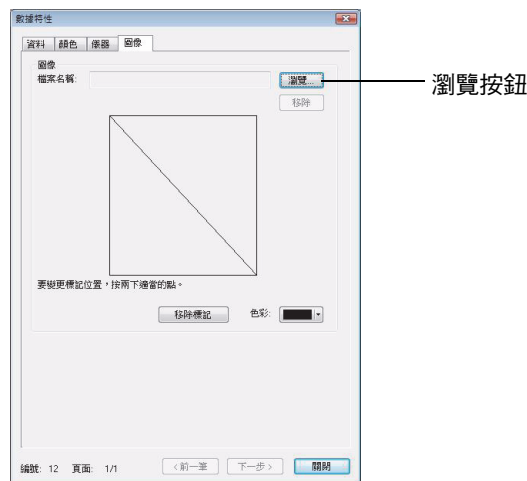 數據特性
資料 顏色 儀器 圖像
圖像
檔案名稱:
瀏覽...
瀏覽按鈕
移除
要變更標記位置，按兩下適當的點。
移除標記 色彩:
編號: 12 頁面: 1/1 <前一筆 下一步> 關閉